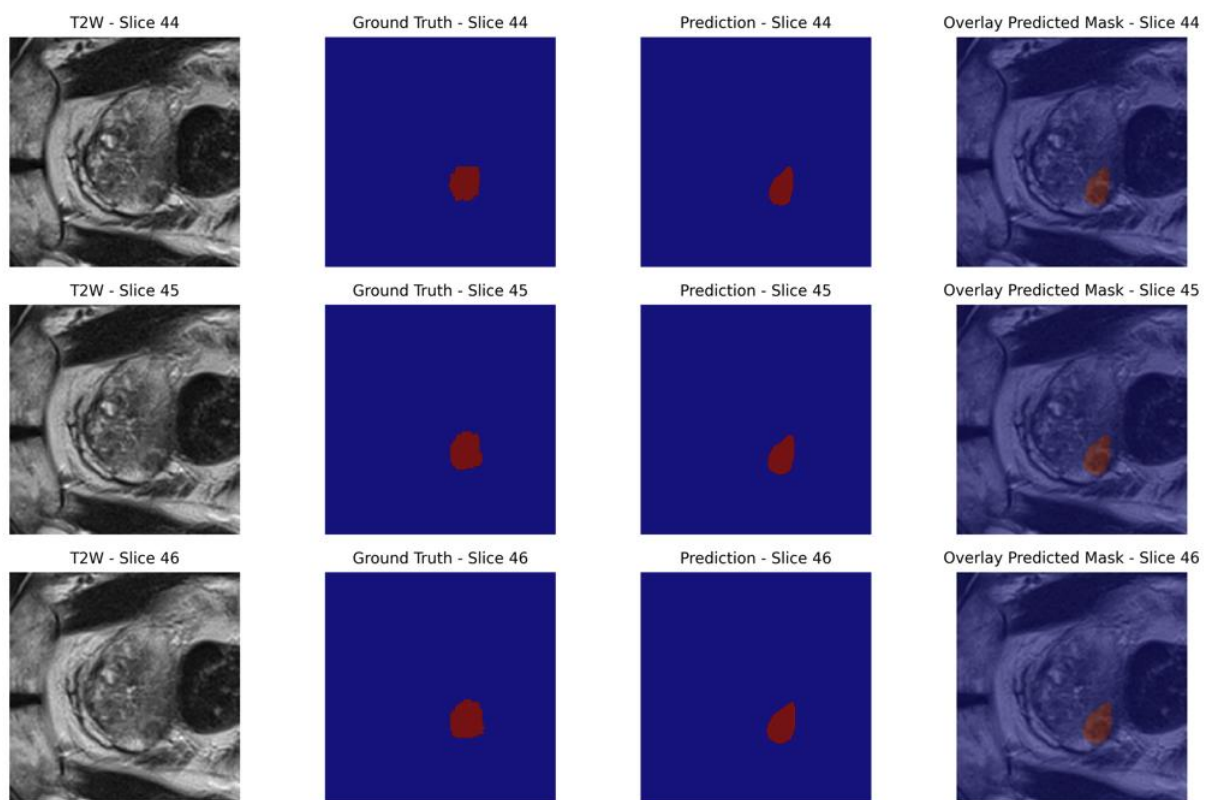 T2W - Slice 44
Ground Truth - Slice 44
Prediction - Slice 44
Overlay Predicted Mask - Slice 44
T2W - Slice 45
Ground Truth - Slice 45
Prediction - Slice 45
Overlay Predicted Mask - Slice 45
T2W - Slice 46
Ground Truth - Slice 46
Prediction - Slice 46
Overlay Predicted Mask - Slice 46